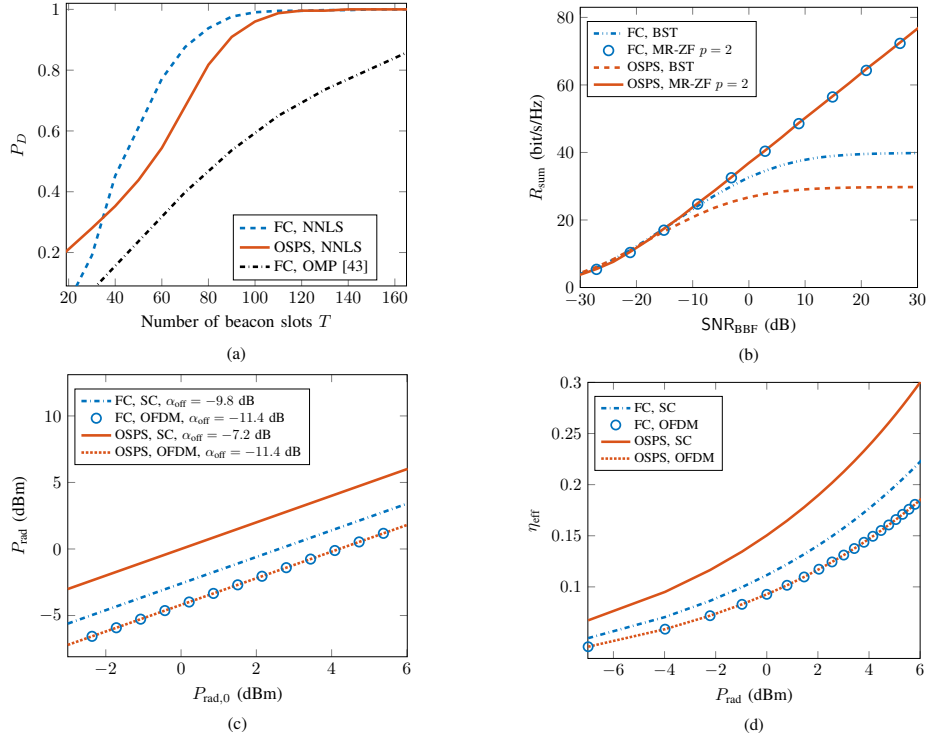 1
0.8
0.6
0.4
0.2
P_D
FC, NNLS
OSPS, NNLS
FC, OMP [43]
20 40 60 80 100 120 140 160
Number of beacon slots T
(a)
80
60
40
20
0
R_sum (bit/s/Hz)
FC, BST
FC, MR-ZF p = 2
OSPS, BST
OSPS, MR-ZF p = 2
−30 −20 −10 0 10 20 30
SNR_BBF (dB)
(b)
10
5
0
−5
P_rad (dBm)
FC, SC, α_off = −9.8 dB
FC, OFDM, α_off = −11.4 dB
OSPS, SC, α_off = −7.2 dB
OSPS, OFDM, α_off = −11.4 dB
−2 0 2 4 6
P_rad,0 (dBm)
(c)
0.3
0.25
0.2
0.15
0.1
η_eff
FC, SC
FC, OFDM
OSPS, SC
OSPS, OFDM
−6 −4 −2 0 2 4 6
P_rad (dBm)
(d)